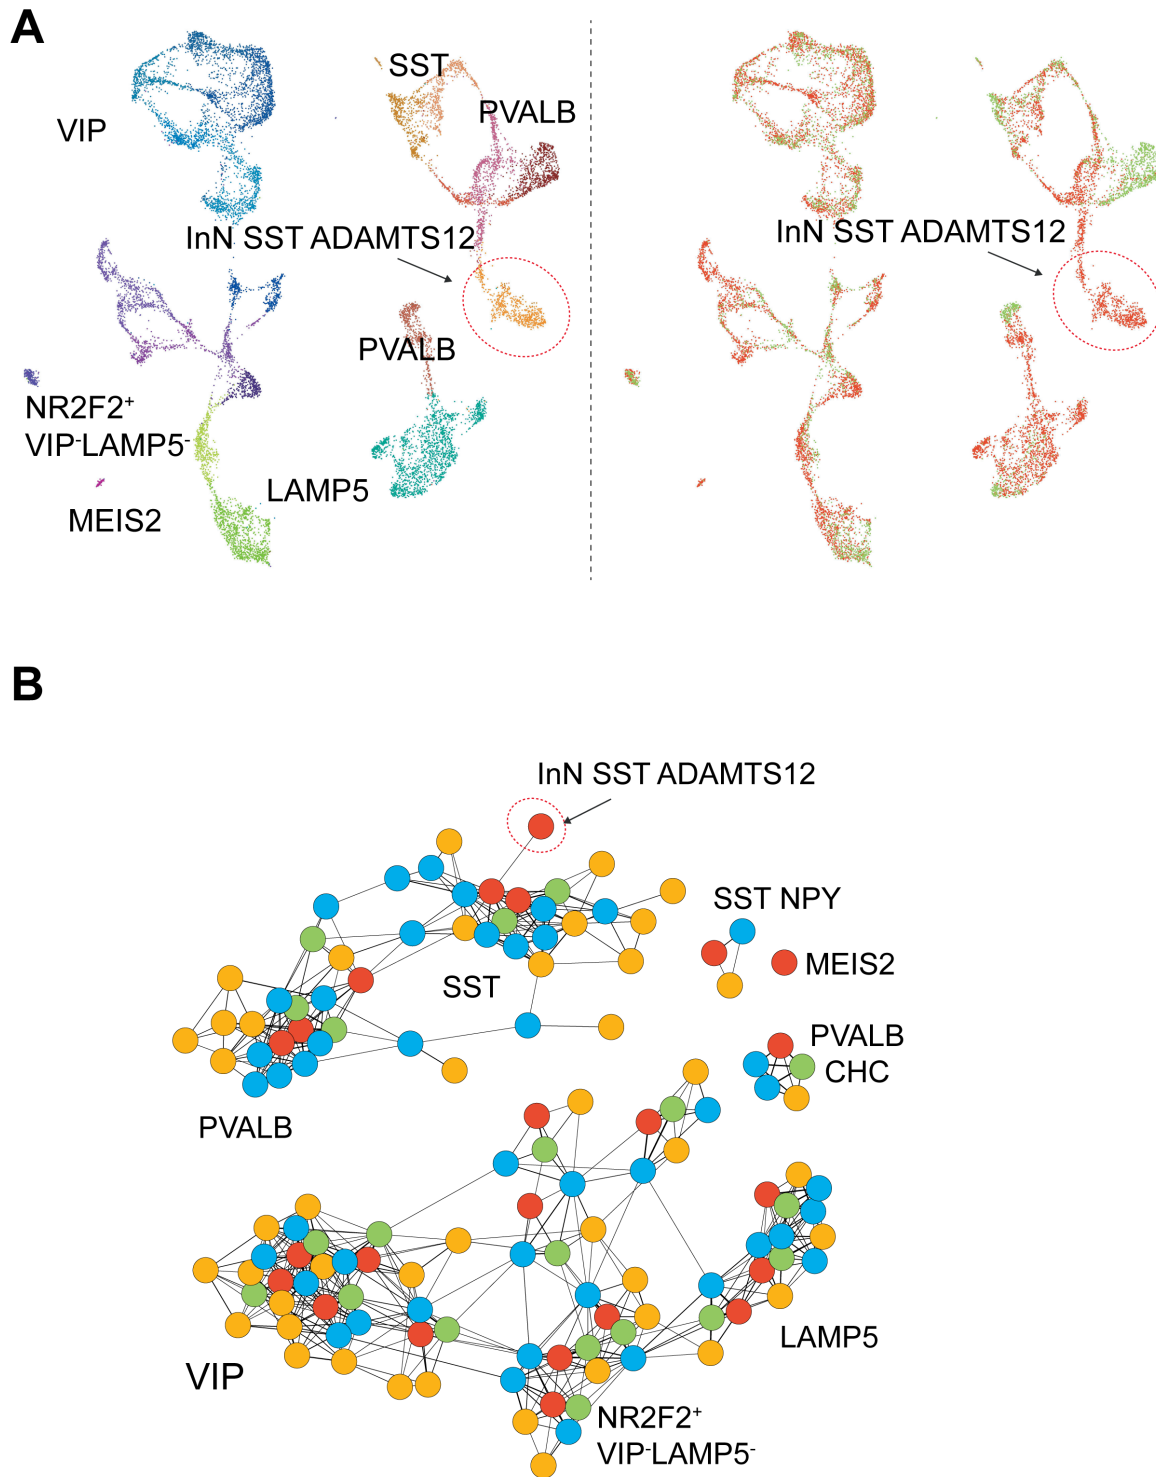 A
SST
PVALB
VIP
InN SST ADAMTS12
InN SST ADAMTS12
PVALB
NR2F2⁺
VIP⁻LAMP5⁻
LAMP5
MEIS2
B
InN SST ADAMTS12
SST NPY
MEIS2
SST
PVALB
CHC
PVALB
LAMP5
VIP
NR2F2⁺
VIP⁻LAMP5⁻